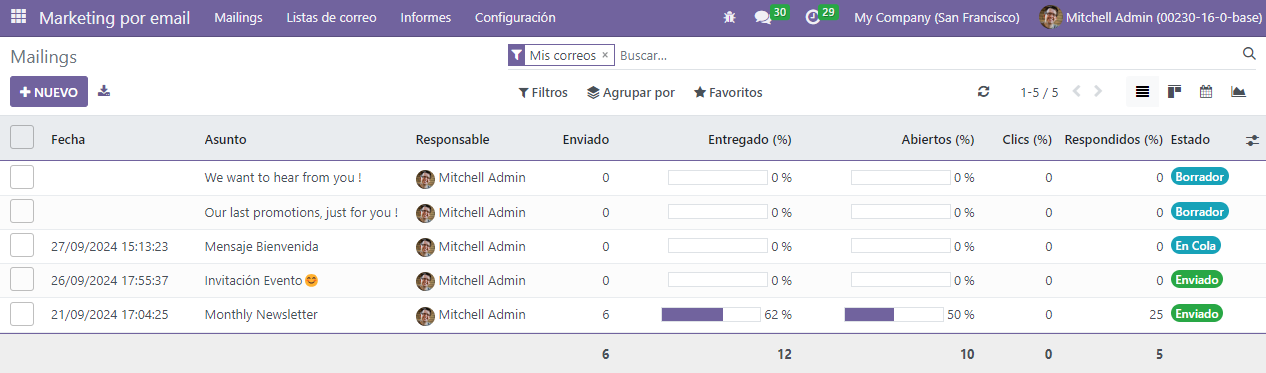 Marketing por email Mailings Listas de correo Informes Configuración 30 29 My Company (San Francisco) Mitchell Admin (00230-16-0-base)
Mailings Mis correos × Buscar...
+ NUEVO Filtros Agrupar por Favoritos 1-5 / 5
Fecha Asunto Responsable Enviado Entregado (%) Abiertos (%) Clics (%) Respondidos (%) Estado
We want to hear from you ! Mitchell Admin 0 0 % 0 % 0 0 Borrador
Our last promotions, just for you ! Mitchell Admin 0 0 % 0 % 0 0 Borrador
27/09/2024 15:13:23 Mensaje Bienvenida Mitchell Admin 0 0 % 0 % 0 0 En Cola
26/09/2024 17:55:37 Invitación Evento😊 Mitchell Admin 0 0 % 0 % 0 0 Enviado
21/09/2024 17:04:25 Monthly Newsletter Mitchell Admin 6 62 % 50 % 0 25 Enviado
6 12 10 0 5